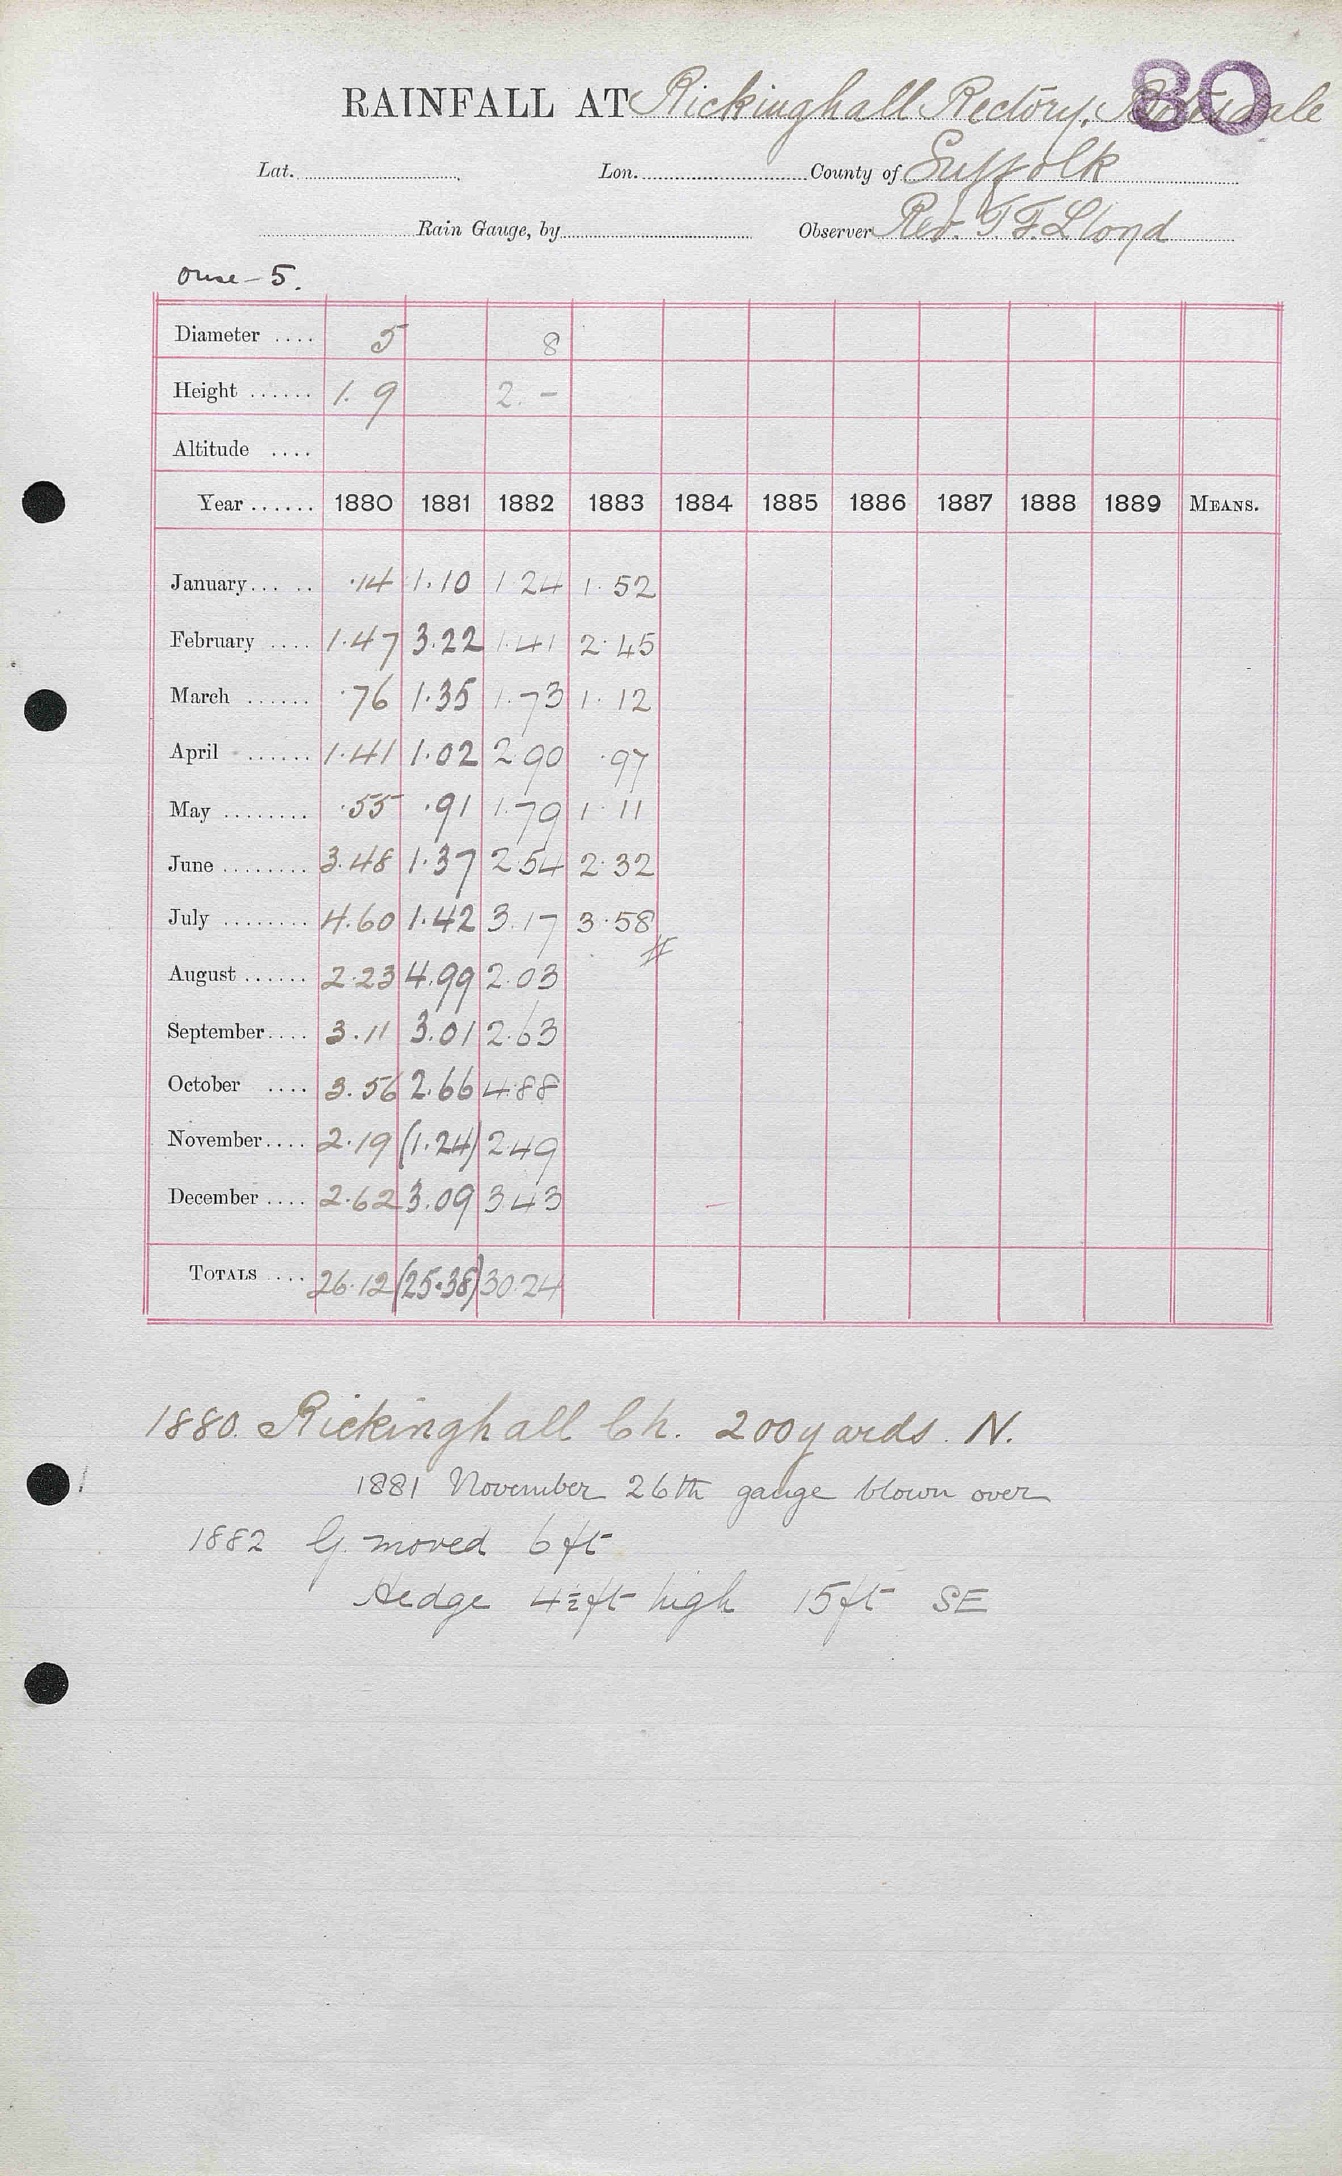 80
RAINFALL AT Rickinghall Rectory, Botesdale
Lat. Lon. County of Suffolk
Rain Gauge, by Observer Rev. T. F. Lloyd
Ouse - 5.
Diameter .... 5 8
Height ...... 1. 9 2. -
Altitude ....
Year ...... 1880 1881 1882 1883 1884 1885 1886 1887 1888 1889 MEANS.
January... .. .14 1.10 1 24 1.52
February .... 1.47 3.22 1.41 2.45
March ...... .76 1.35 1.73 1.12
April ...... 1.41 1.02 2.90 .97
May ........ .55 .91 1.79 1.11
June ........ 3.48 1.37 2.54 2.32
July ........ 4.60 1.42 3.17 3.58
August ...... 2.23 4.99 2.03
September.... 3.11 3.01 2.63
October .... 3.56 2.66 4.88
November.... 2.19 (1.24) 2.49
December .... 2.62 3.09 3.43
TOTALS .... 26.12 (25.38) 30.24
1880. Rickinghall Ch. 200 yards. N.
1881 November 26th gauge blown over
1882 G. moved 6 ft
Hedge 4½ ft high 15 ft SE